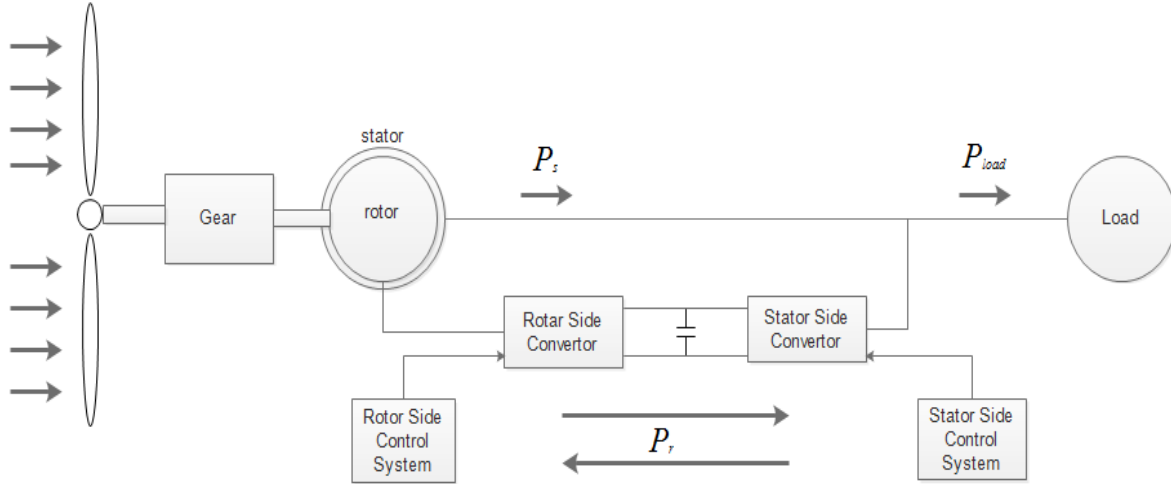 stator
P_s
P_load
Gear
rotor
Load
Rotar Side
Convertor
Stator Side
Convertor
Rotor Side
Control
System
P_r
Stator Side
Control
System